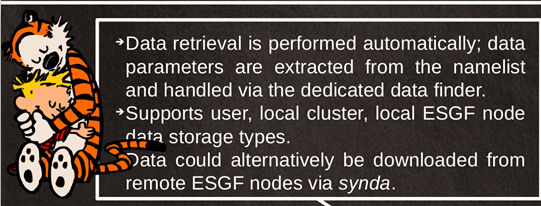 ➔Data retrieval is performed automatically; data
parameters are extracted from the namelist
and handled via the dedicated data finder.
➔Supports user, local cluster, local ESGF node
data storage types.
Data could alternatively be downloaded from
remote ESGF nodes via synda.